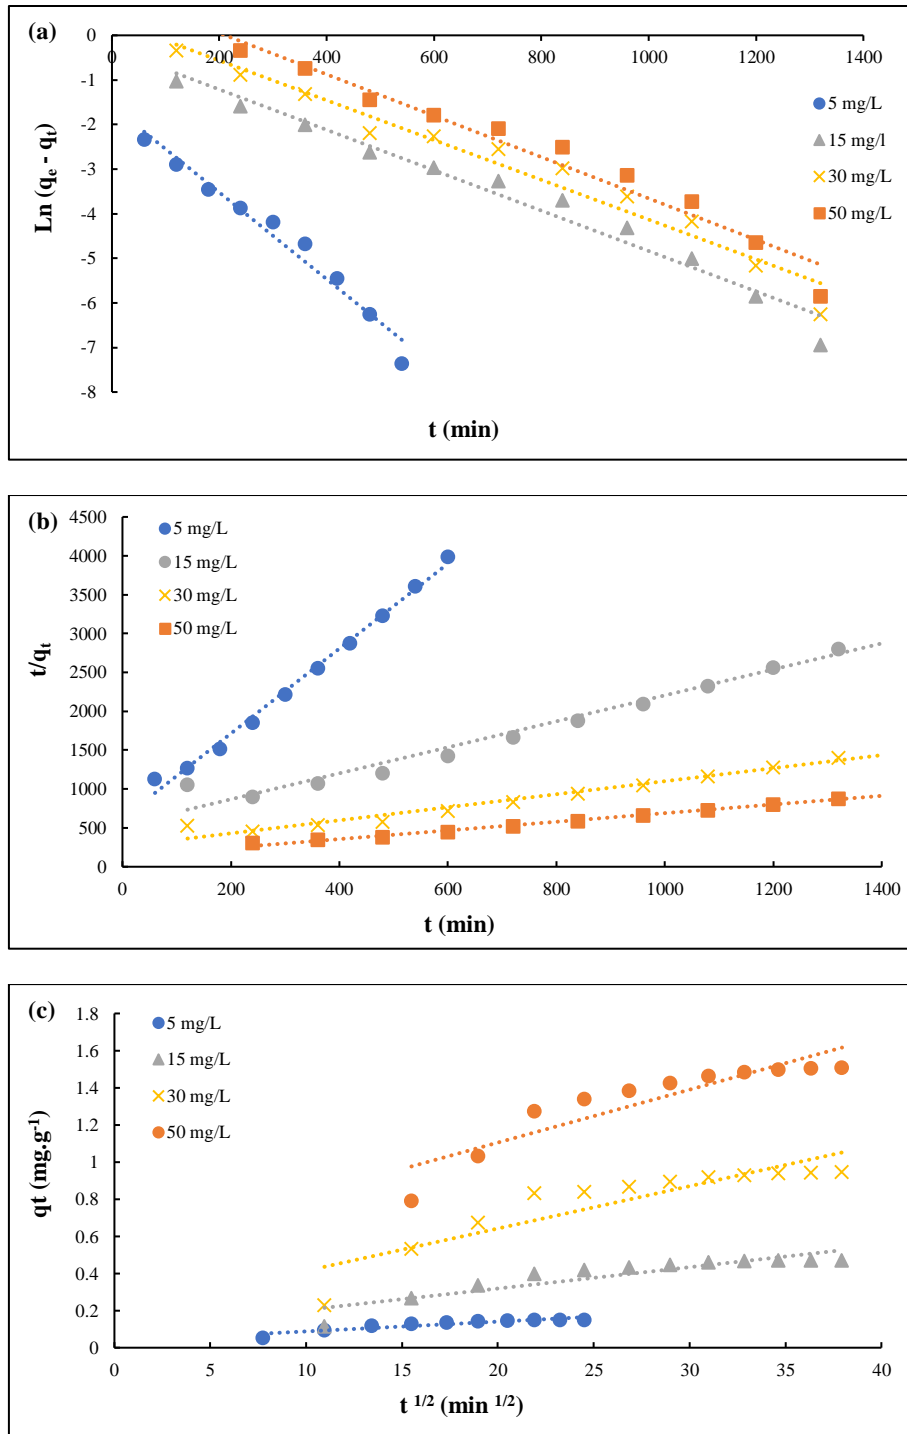 (a)
0
0 200 400 600 800 1000 1200 1400
-1
-2
-3
-4
-5
-6
-7
-8
Ln (qe - qt)
5 mg/L
15 mg/l
30 mg/L
50 mg/L
t (min)
(b)
4500
4000
3500
3000
2500
2000
1500
1000
500
0
t/qt
5 mg/L
15 mg/L
30 mg/L
50 mg/L
0 200 400 600 800 1000 1200 1400
t (min)
(c)
1.8
1.6
1.4
1.2
1
0.8
0.6
0.4
0.2
0
qt (mg.g-1)
5 mg/L
15 mg/L
30 mg/L
50 mg/L
0 5 10 15 20 25 30 35 40
t 1/2 (min 1/2)